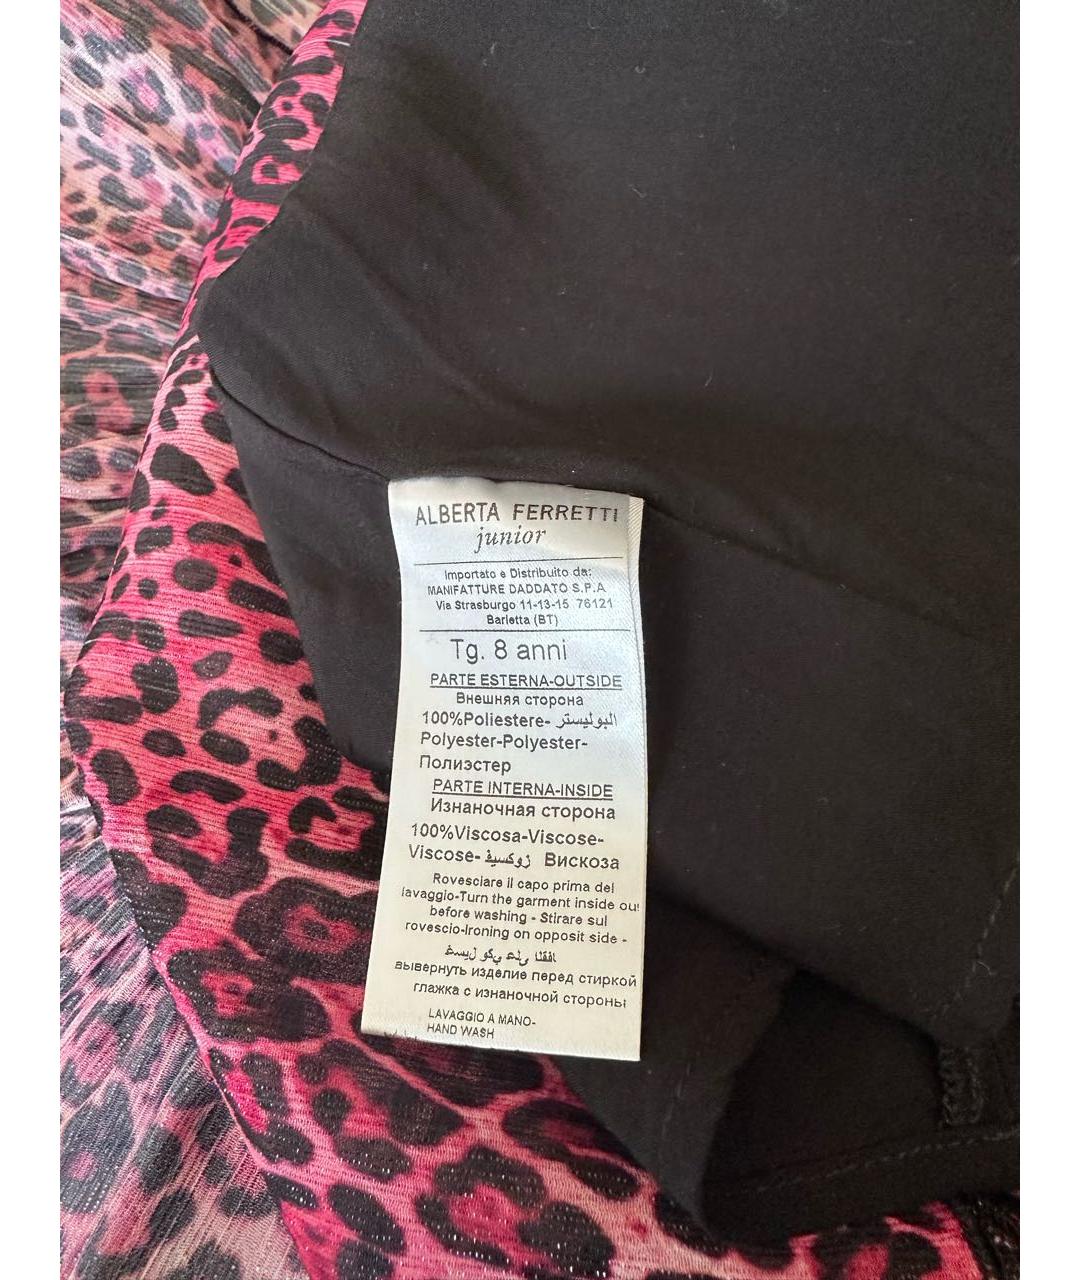 ALBERTA FERRETTI
junior
Importato e Distribuito da:
MANIFATTURE DADDATO S.P.A
Via Strasburgo 11-13-15 76121
Barletta (BT)
Tg. 8 anni
PARTE ESTERNA-OUTSIDE
Внешняя сторона
100%Poliestere- البوليستر
Polyester-Polyester-
Полиэстер
PARTE INTERNA-INSIDE
Изнаночная сторона
100%Viscosa-Viscose-
Viscose- Вискоза
Rovesciare il capo prima del
lavaggio-Turn the garment inside out
before washing - Stirare sul
rovescio-Ironing on opposite side -
вывернуть изделие перед стиркой
глажка с изнаночной стороны
LAVAGGIO A MANO-
HAND WASH